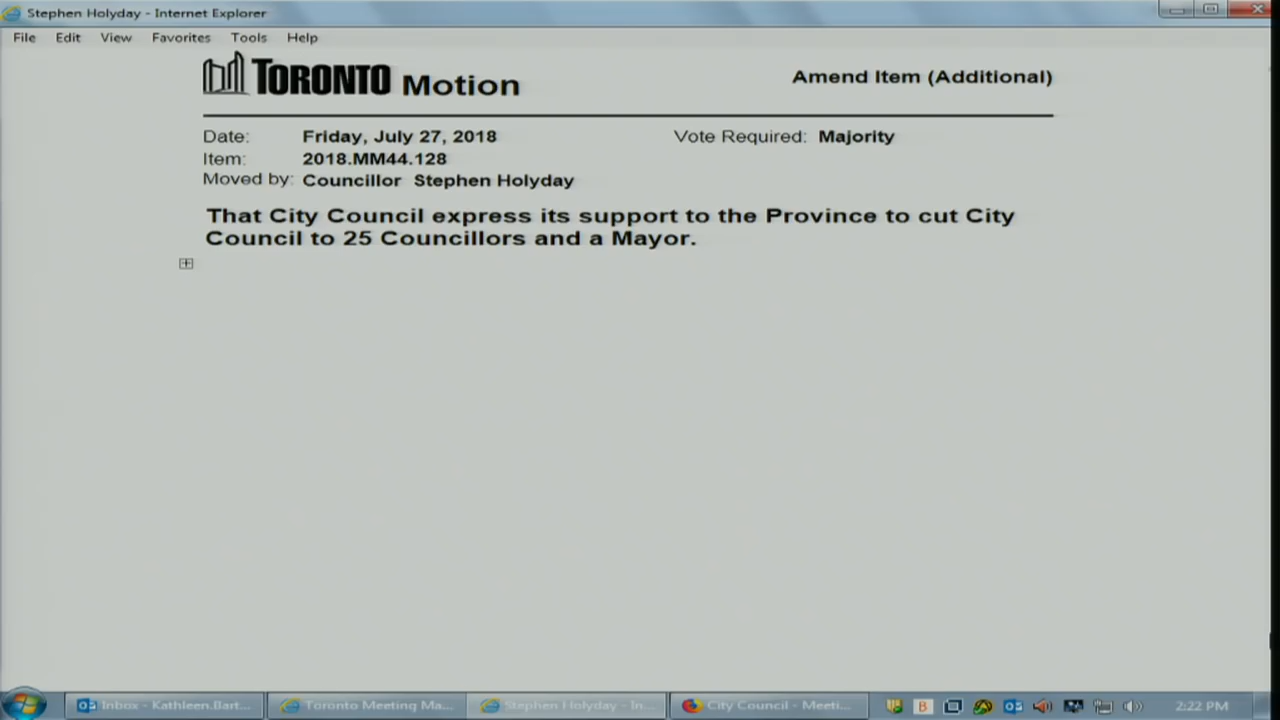 Stephen Holyday - Internet Explorer
File Edit View Favorites Tools Help
TORONTO Motion
Amend Item (Additional)
Date: Friday, July 27, 2018 Vote Required: Majority
Item: 2018.MM44.128
Moved by: Councillor Stephen Holyday
That City Council express its support to the Province to cut City
Council to 25 Councillors and a Mayor.
Inbox - Kathleen.Bart... Toronto Meeting Ma... Stephen Holyday - In... City Council - Meeti... B 2:22 PM